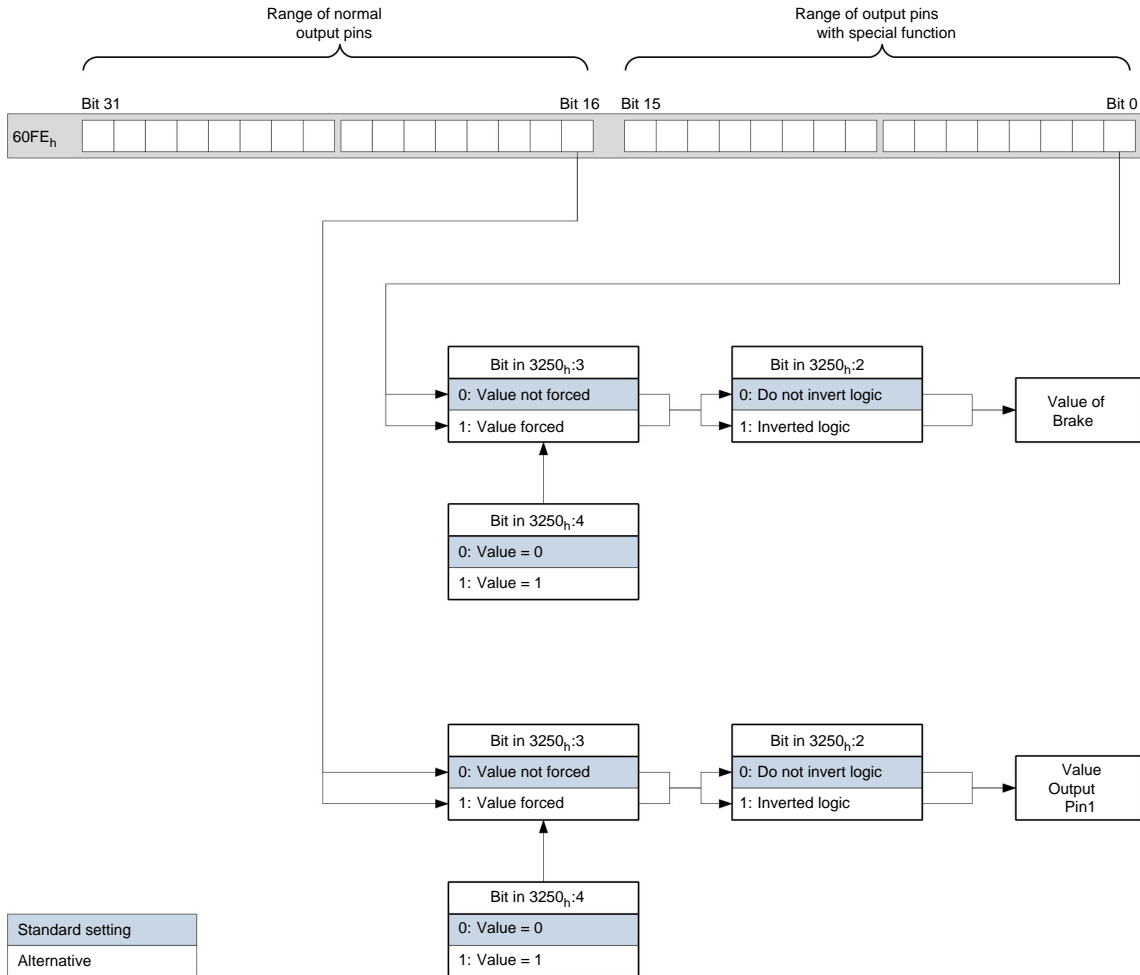 Range of normal
output pins
Range of output pins
with special function
Bit 31
Bit 16
Bit 15
Bit 0
60FEh
Bit in 3250h:3
0: Value not forced
1: Value forced
Bit in 3250h:2
0: Do not invert logic
1: Inverted logic
Value of
Brake
Bit in 3250h:4
0: Value = 0
1: Value = 1
Bit in 3250h:3
0: Value not forced
1: Value forced
Bit in 3250h:2
0: Do not invert logic
1: Inverted logic
Value
Output
Pin1
Bit in 3250h:4
0: Value = 0
1: Value = 1
Standard setting
Alternative